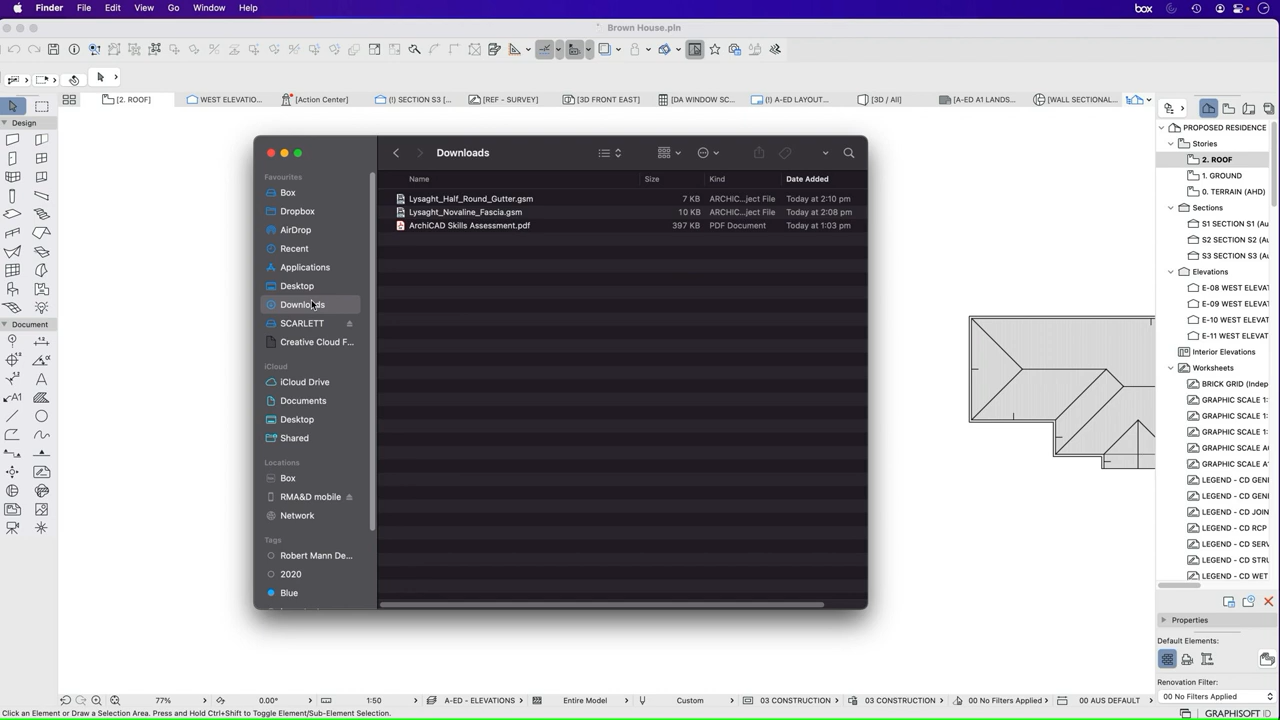 Finder File Edit View Go Window Help
box
Brown House.pln
[2. ROOF]
WEST ELEVATIO...
[Action Center]
(!) SECTION S3 [...
[REF - SURVEY]
[3D FRONT EAST]
[DA WINDOW SC...
(!) A-ED LAYOUT...
[3D / All]
[A-ED A1 LANDS...
[WALL SECTIONAL...
Design
Document
Downloads
Favourites
Box
Dropbox
AirDrop
Recent
Applications
Desktop
Downloads
SCARLETT
Creative Cloud F...
iCloud
iCloud Drive
Documents
Desktop
Shared
Locations
Box
RMA&D mobile
Network
Tags
Robert Mann De...
2020
Blue
Name Size Kind Date Added
Lysaght_Half_Round_Gutter.gsm 7 KB ARCHIC...ject File Today at 2:10 pm
Lysaght_Novaline_Fascia.gsm 10 KB ARCHIC...ject File Today at 2:08 pm
ArchiCAD Skills Assessment.pdf 397 KB PDF Document Today at 1:03 pm
PROPOSED RESIDENCE
Stories
2. ROOF
1. GROUND
0. TERRAIN (AHD)
Sections
S1 SECTION S1 (Au
S2 SECTION S2 (Au
S3 SECTION S3 (Au
Elevations
E-08 WEST ELEVAT
E-09 WEST ELEVAT
E-10 WEST ELEVAT
E-11 WEST ELEVAT
Interior Elevations
Worksheets
BRICK GRID (Indep
GRAPHIC SCALE 1:
GRAPHIC SCALE 1:
GRAPHIC SCALE 1:
GRAPHIC SCALE A(
GRAPHIC SCALE A'
LEGEND - CD GENI
LEGEND - CD GENI
LEGEND - CD JOIN
LEGEND - CD RCP
LEGEND - CD SERV
LEGEND - CD STRU
LEGEND - CD WET
Properties
Default Elements:
Renovation Filter:
00 No Filters Applied
77% 0.00° 1:50 A-ED - ELEVATION... Entire Model Custom 03 CONSTRUCTION ... 03 CONSTRUCTION ... 00 No Filters Applied 00 AUS DEFAULT
Click an Element or Draw a Selection Area. Press and Hold Ctrl+Shift to Toggle Element/Sub-Element Selection.
GRAPHISOFT ID